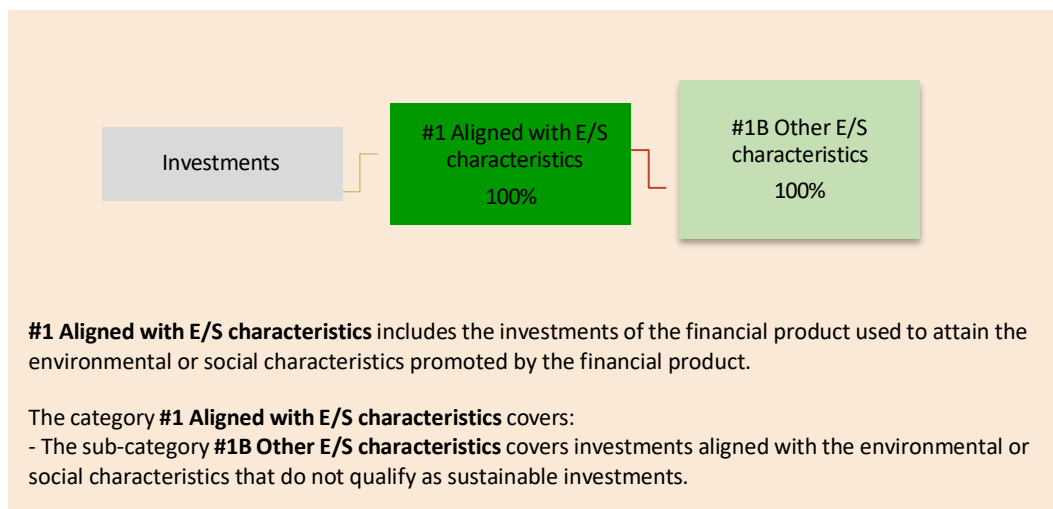 Investments
#1 Aligned with E/S
characteristics
100%
#1B Other E/S
characteristics
100%
#1 Aligned with E/S characteristics includes the investments of the financial product used to attain the
environmental or social characteristics promoted by the financial product.
The category #1 Aligned with E/S characteristics covers:
- The sub-category #1B Other E/S characteristics covers investments aligned with the environmental or
social characteristics that do not qualify as sustainable investments.